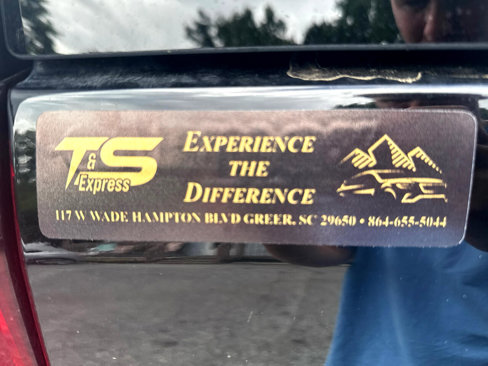 T&S Express
EXPERIENCE
THE
DIFFERENCE
117 W WADE HAMPTON BLVD GREER, SC 29650 • 864-655-5044